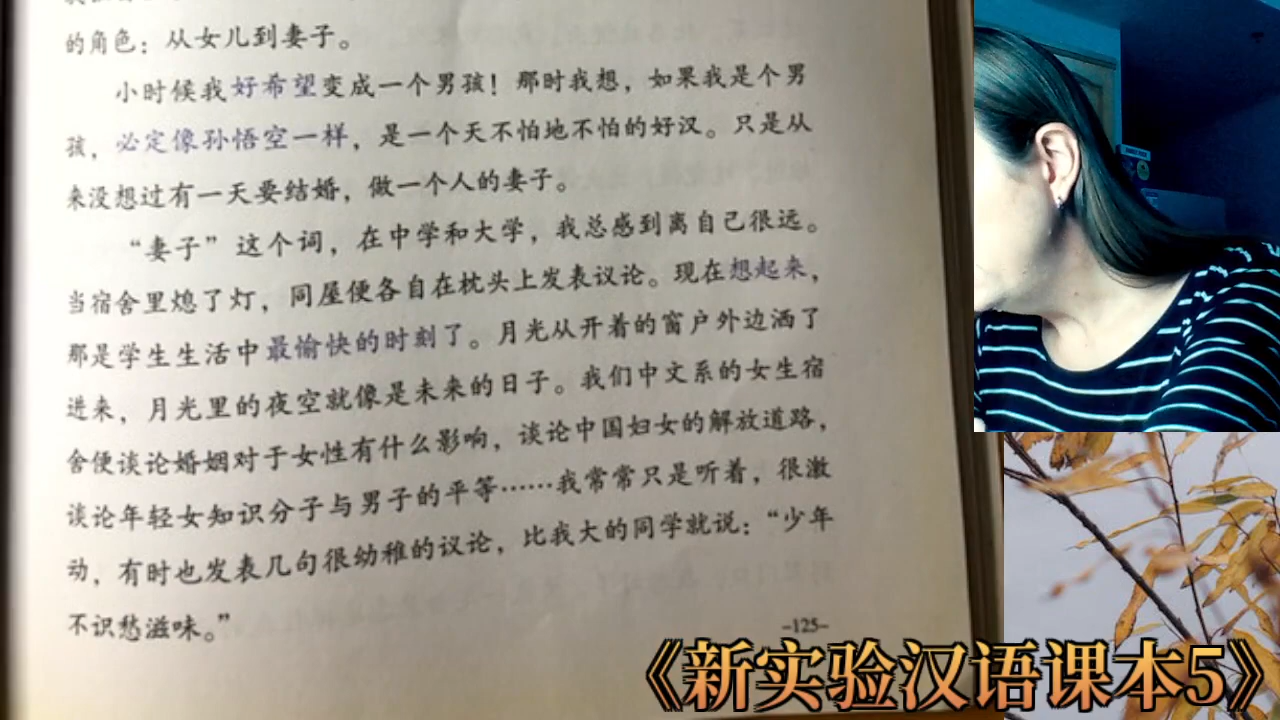 的角色：从女儿到妻子。
小时候我好希望变成一个男孩！那时我想，如果我是个男
孩，必定像孙悟空一样，是一个天不怕地不怕的好汉。只是从
来没想过有一天要结婚，做一个人的妻子。
“妻子”这个词，在中学和大学，我总感到离自己很远。
当宿舍里熄了灯，同屋便各自在枕头上发表议论。现在想起来，
那是学生生活中最愉快的时刻了。月光从开着的窗户外边洒了
进来，月光里的夜空就像是未来的日子。我们中文系的女生宿
舍便谈论婚姻对于女性有什么影响，谈论中国妇女的解放道路，
谈论年轻女知识分子与男子的平等……我常常只是听着，很激
动，有时也发表几句很幼稚的议论，比我大的同学就说：“少年
不识愁滋味。”
-125-
《新实验汉语课本5》